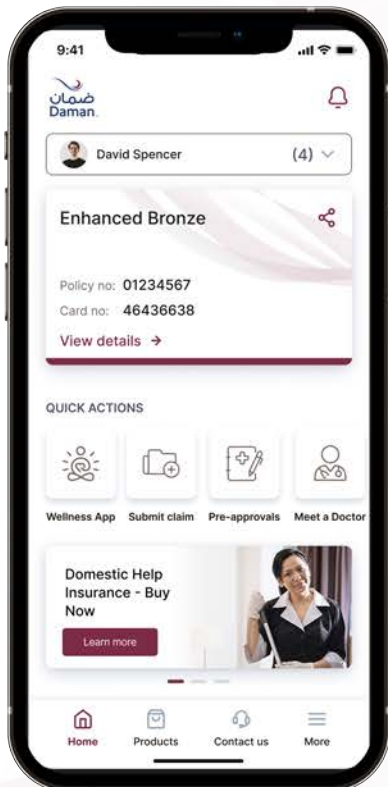 9:41
ضمان
Daman
David Spencer (4)
Enhanced Bronze
Policy no: 01234567
Card no: 46436638
View details →
QUICK ACTIONS
Wellness App Submit claim Pre-approvals Meet a Doctor
Domestic Help
Insurance - Buy
Now
Learn more
Home Products Contact us More